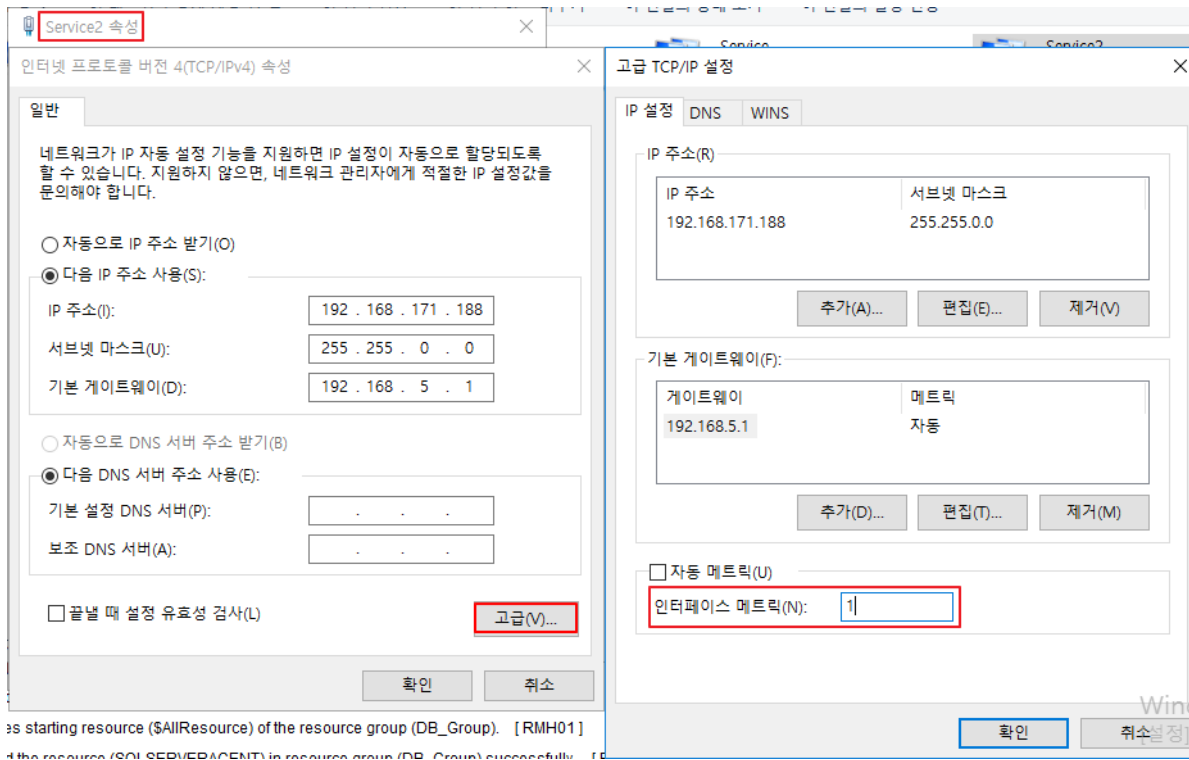 Service2 속성
Service
Service2
인터넷 프로토콜 버전 4(TCP/IPv4) 속성
일반
네트워크가 IP 자동 설정 기능을 지원하면 IP 설정이 자동으로 할당되도록
할 수 있습니다. 지원하지 않으면, 네트워크 관리자에게 적절한 IP 설정값을
문의해야 합니다.
자동으로 IP 주소 받기(O)
다음 IP 주소 사용(S):
IP 주소(I):
192 . 168 . 171 . 188
서브넷 마스크(U):
255 . 255 . 0 . 0
기본 게이트웨이(D):
192 . 168 . 5 . 1
자동으로 DNS 서버 주소 받기(B)
다음 DNS 서버 주소 사용(E):
기본 설정 DNS 서버(P):
. . .
보조 DNS 서버(A):
. . .
끝낼 때 설정 유효성 검사(L)
고급(V)...
확인
취소
고급 TCP/IP 설정
IP 설정
DNS
WINS
IP 주소(R)
IP 주소
서브넷 마스크
192.168.171.188
255.255.0.0
추가(A)...
편집(E)...
제거(V)
기본 게이트웨이(F):
게이트웨이
메트릭
192.168.5.1
자동
추가(D)...
편집(T)...
제거(M)
자동 메트릭(U)
인터페이스 메트릭(N):
1
확인
취소
es starting resource ($AllResource) of the resource group (DB_Group). [ RMH01 ]
the resource (SQLSERVERAGENT) in resource group (DB_Group) successfully.